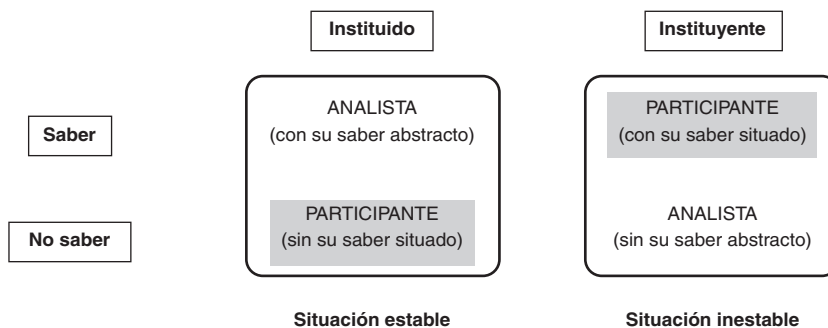 Instituido
Instituyente
Saber
ANALISTA
(con su saber abstracto)
PARTICIPANTE
(con su saber situado)
No saber
PARTICIPANTE
(sin su saber situado)
ANALISTA
(sin su saber abstracto)
Situación estable
Situación inestable